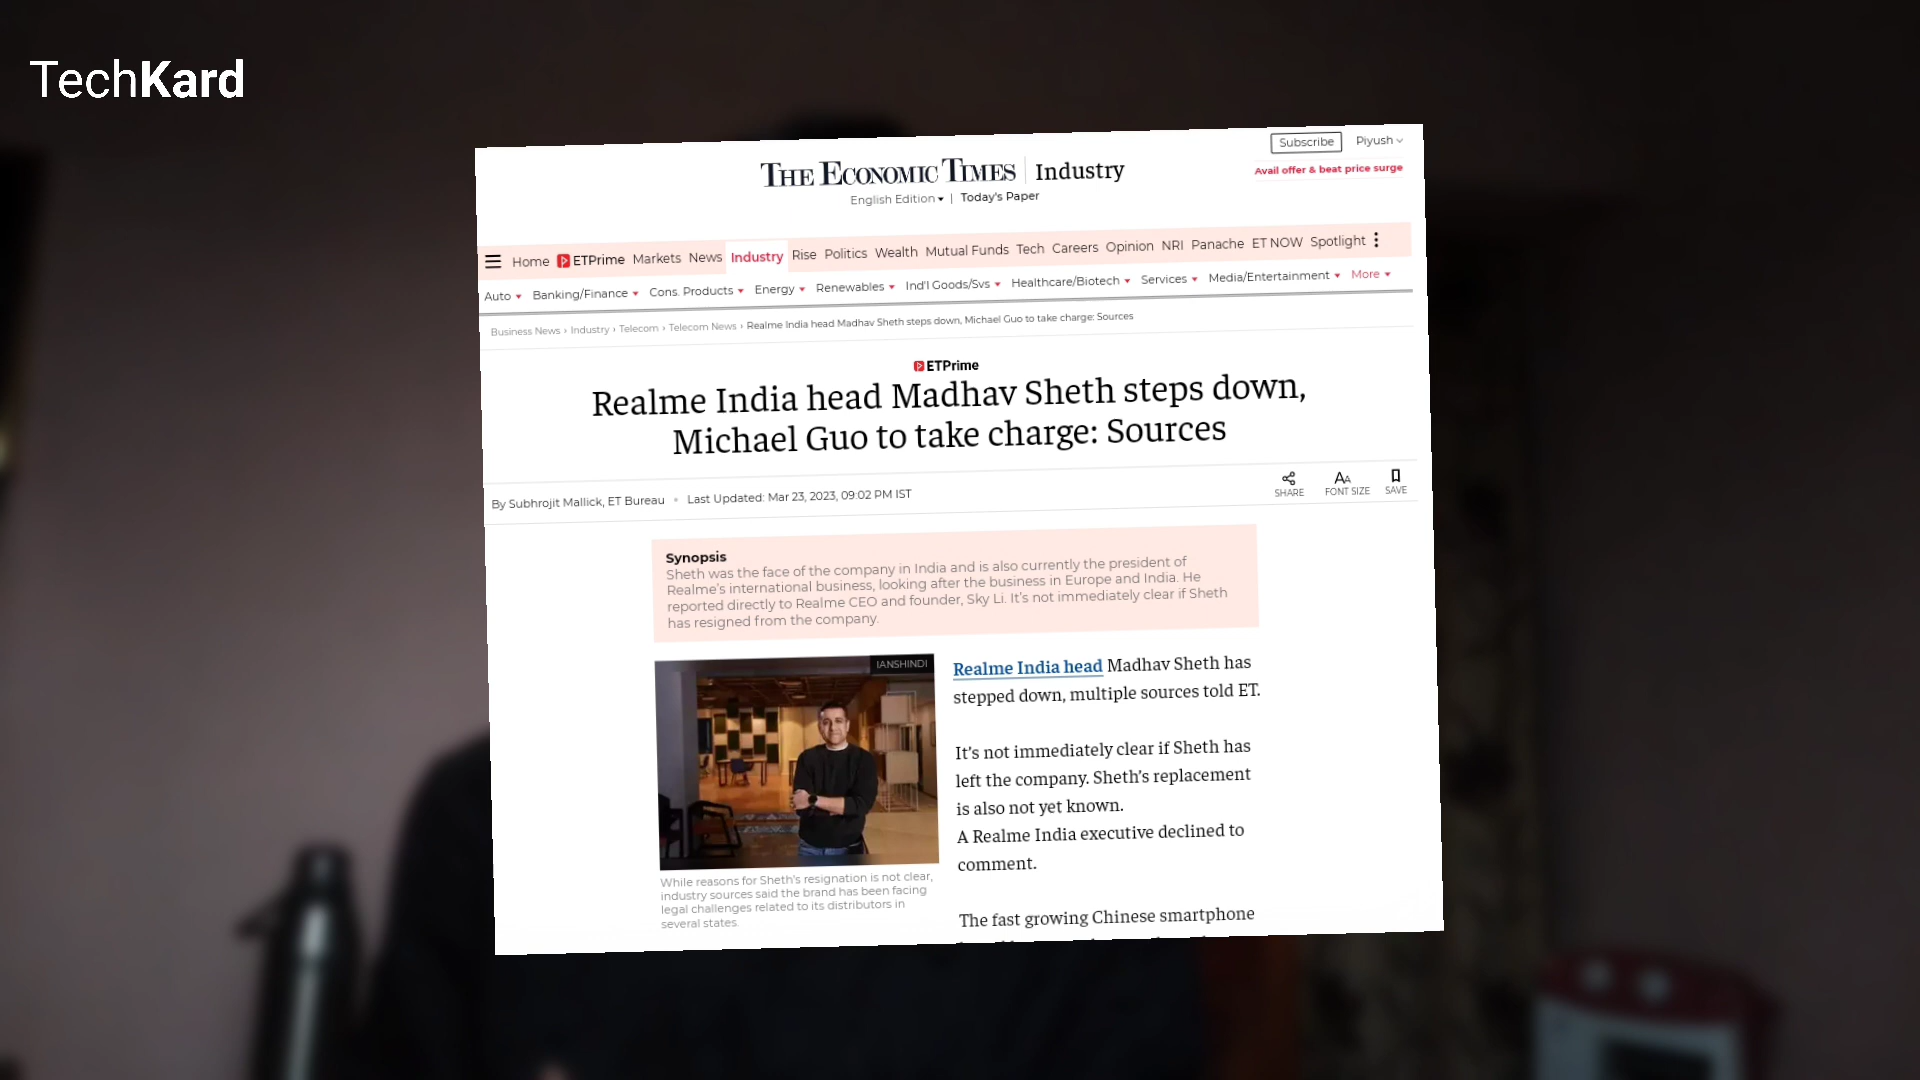 TechKard
Subscribe Piyush
THE ECONOMIC TIMES | Industry
Avail offer & beat price surge
English Edition | Today's Paper
Home ETPrime Markets News Industry Rise Politics Wealth Mutual Funds Tech Careers Opinion NRI Panache ET NOW Spotlight
Auto Banking/Finance Cons. Products Energy Renewables Ind'l Goods/Svs Healthcare/Biotech Services Media/Entertainment More
Business News › Industry › Telecom › Telecom News › Realme India head Madhav Sheth steps down, Michael Guo to take charge: Sources
ETPrime
Realme India head Madhav Sheth steps down,
Michael Guo to take charge: Sources
By Subhrojit Mallick, ET Bureau • Last Updated: Mar 23, 2023, 09:02 PM IST
SHARE FONT SIZE SAVE
Synopsis
Sheth was the face of the company in India and is also currently the president of
Realme's international business, looking after the business in Europe and India. He
reported directly to Realme CEO and founder, Sky Li. It's not immediately clear if Sheth
has resigned from the company.
IANSHINDI
While reasons for Sheth's resignation is not clear,
industry sources said the brand has been facing
legal challenges related to its distributors in
several states.
Realme India head Madhav Sheth has
stepped down, multiple sources told ET.
It's not immediately clear if Sheth has
left the company. Sheth's replacement
is also not yet known.
A Realme India executive declined to
comment.
The fast growing Chinese smartphone